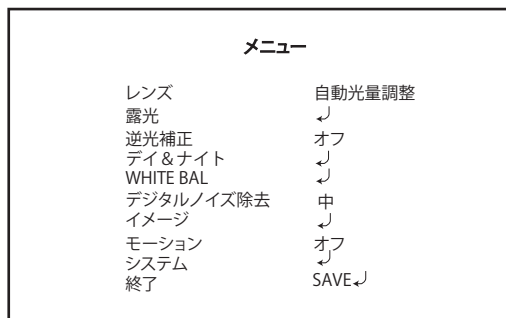 メニュー
レンズ 自動光量調整
露光 ↲
逆光補正 オフ
デイ＆ナイト ↲
WHITE BAL ↲
デジタルノイズ除去 中
イメージ ↲
モーション オフ
システム ↲
終了 SAVE↲